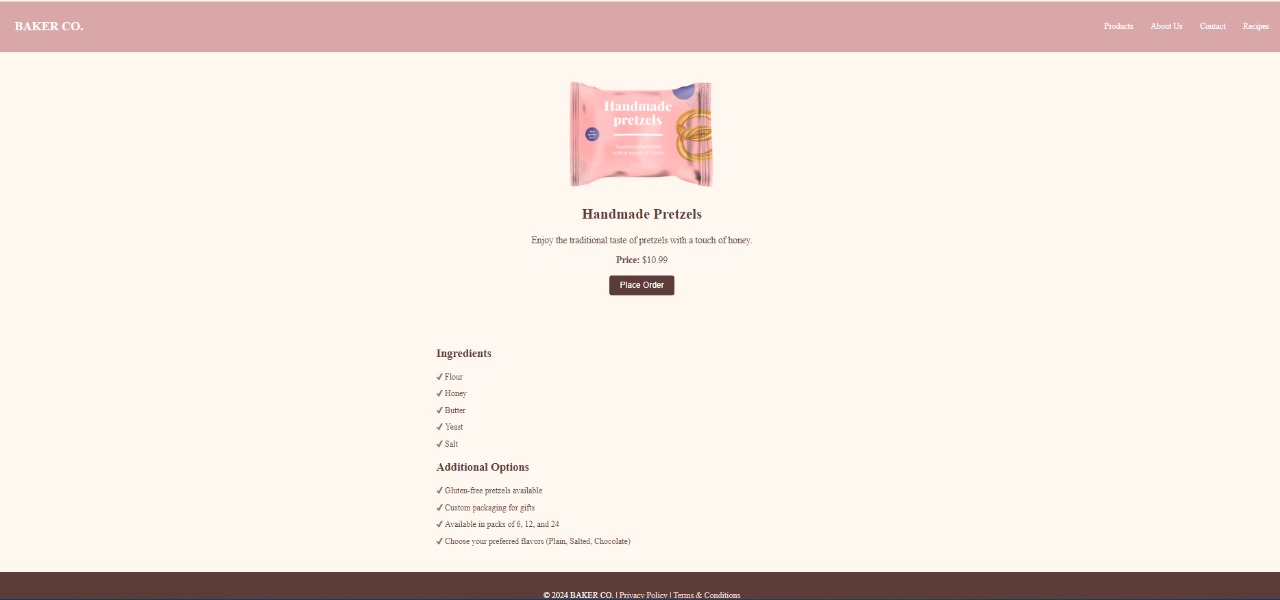 BAKER CO.
Products About Us Contact Recipes
Handmade
pretzels
Handmade Pretzels
Enjoy the traditional taste of pretzels with a touch of honey.
Price: $10.99
Place Order
Ingredients
✔ Flour
✔ Honey
✔ Butter
✔ Yeast
✔ Salt
Additional Options
✔ Gluten-free pretzels available
✔ Custom packaging for gifts
✔ Available in packs of 6, 12, and 24
✔ Choose your preferred flavors (Plain, Salted, Chocolate)
© 2024 BAKER CO. | Privacy Policy | Terms & Conditions